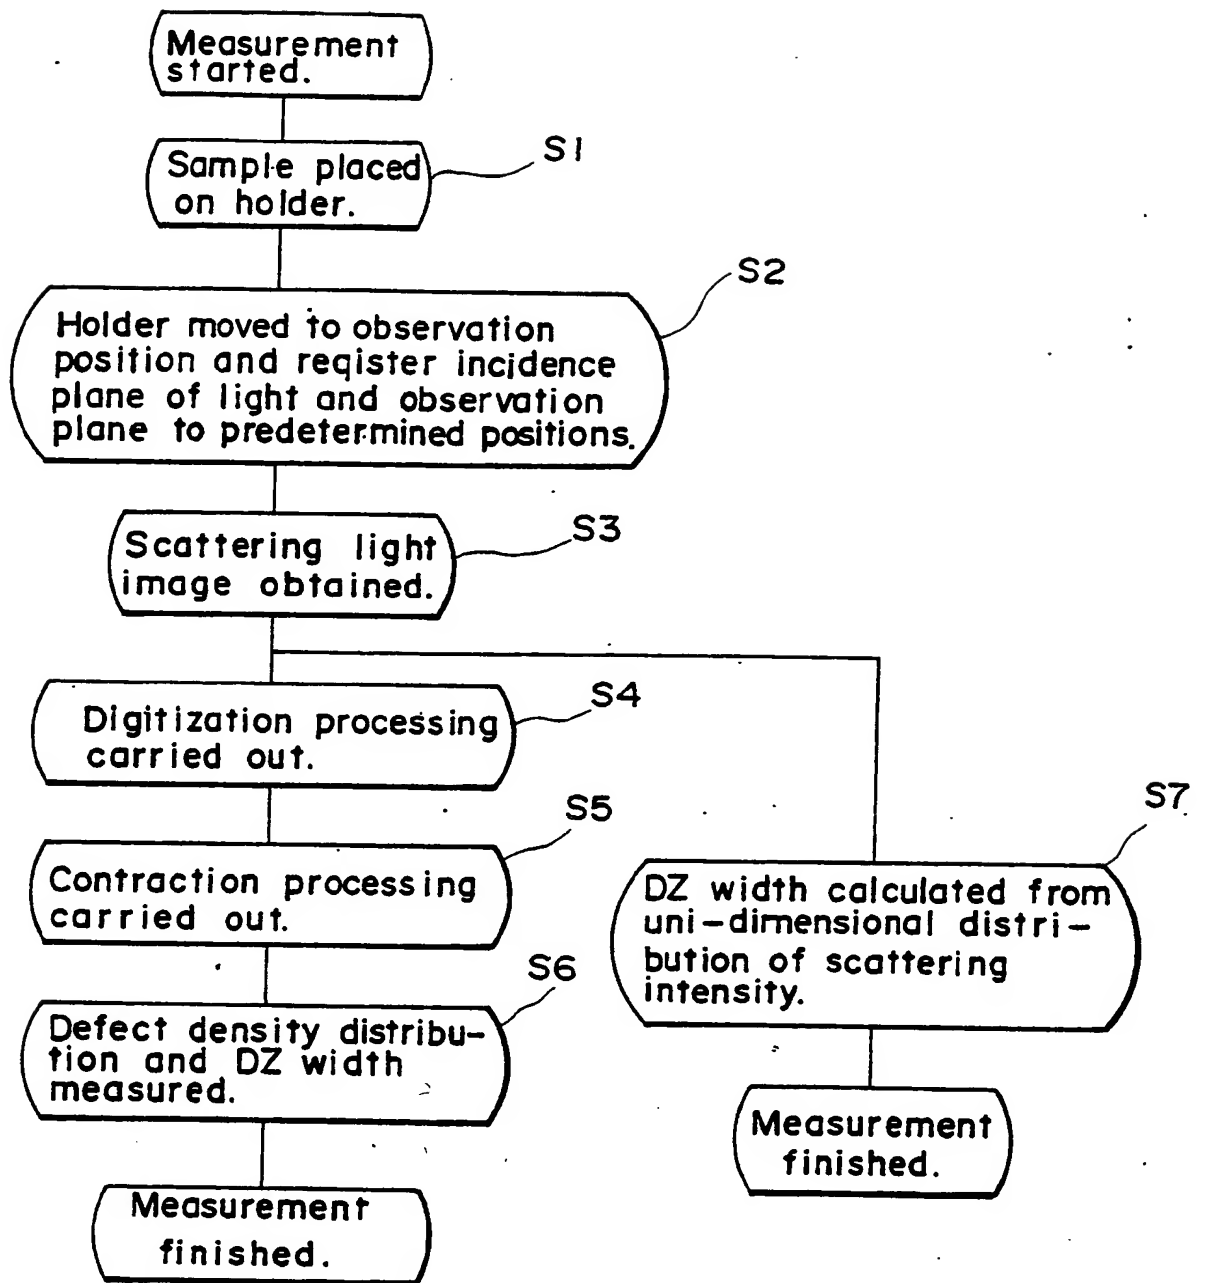 Measurement
started.
S1
Sample placed
on holder.
S2
Holder moved to observation
position and reqister incidence
plane of light and observation
plane to predetermined positions.
S3
Scattering light
image obtained.
S4
Digitization processing
carried out.
S5
Contraction processing
carried out.
S6
Defect density distribu-
tion and DZ width
measured.
Measurement
finished.
S7
DZ width calculated from
uni-dimensional distri-
bution of scattering
intensity.
Measurement
finished.